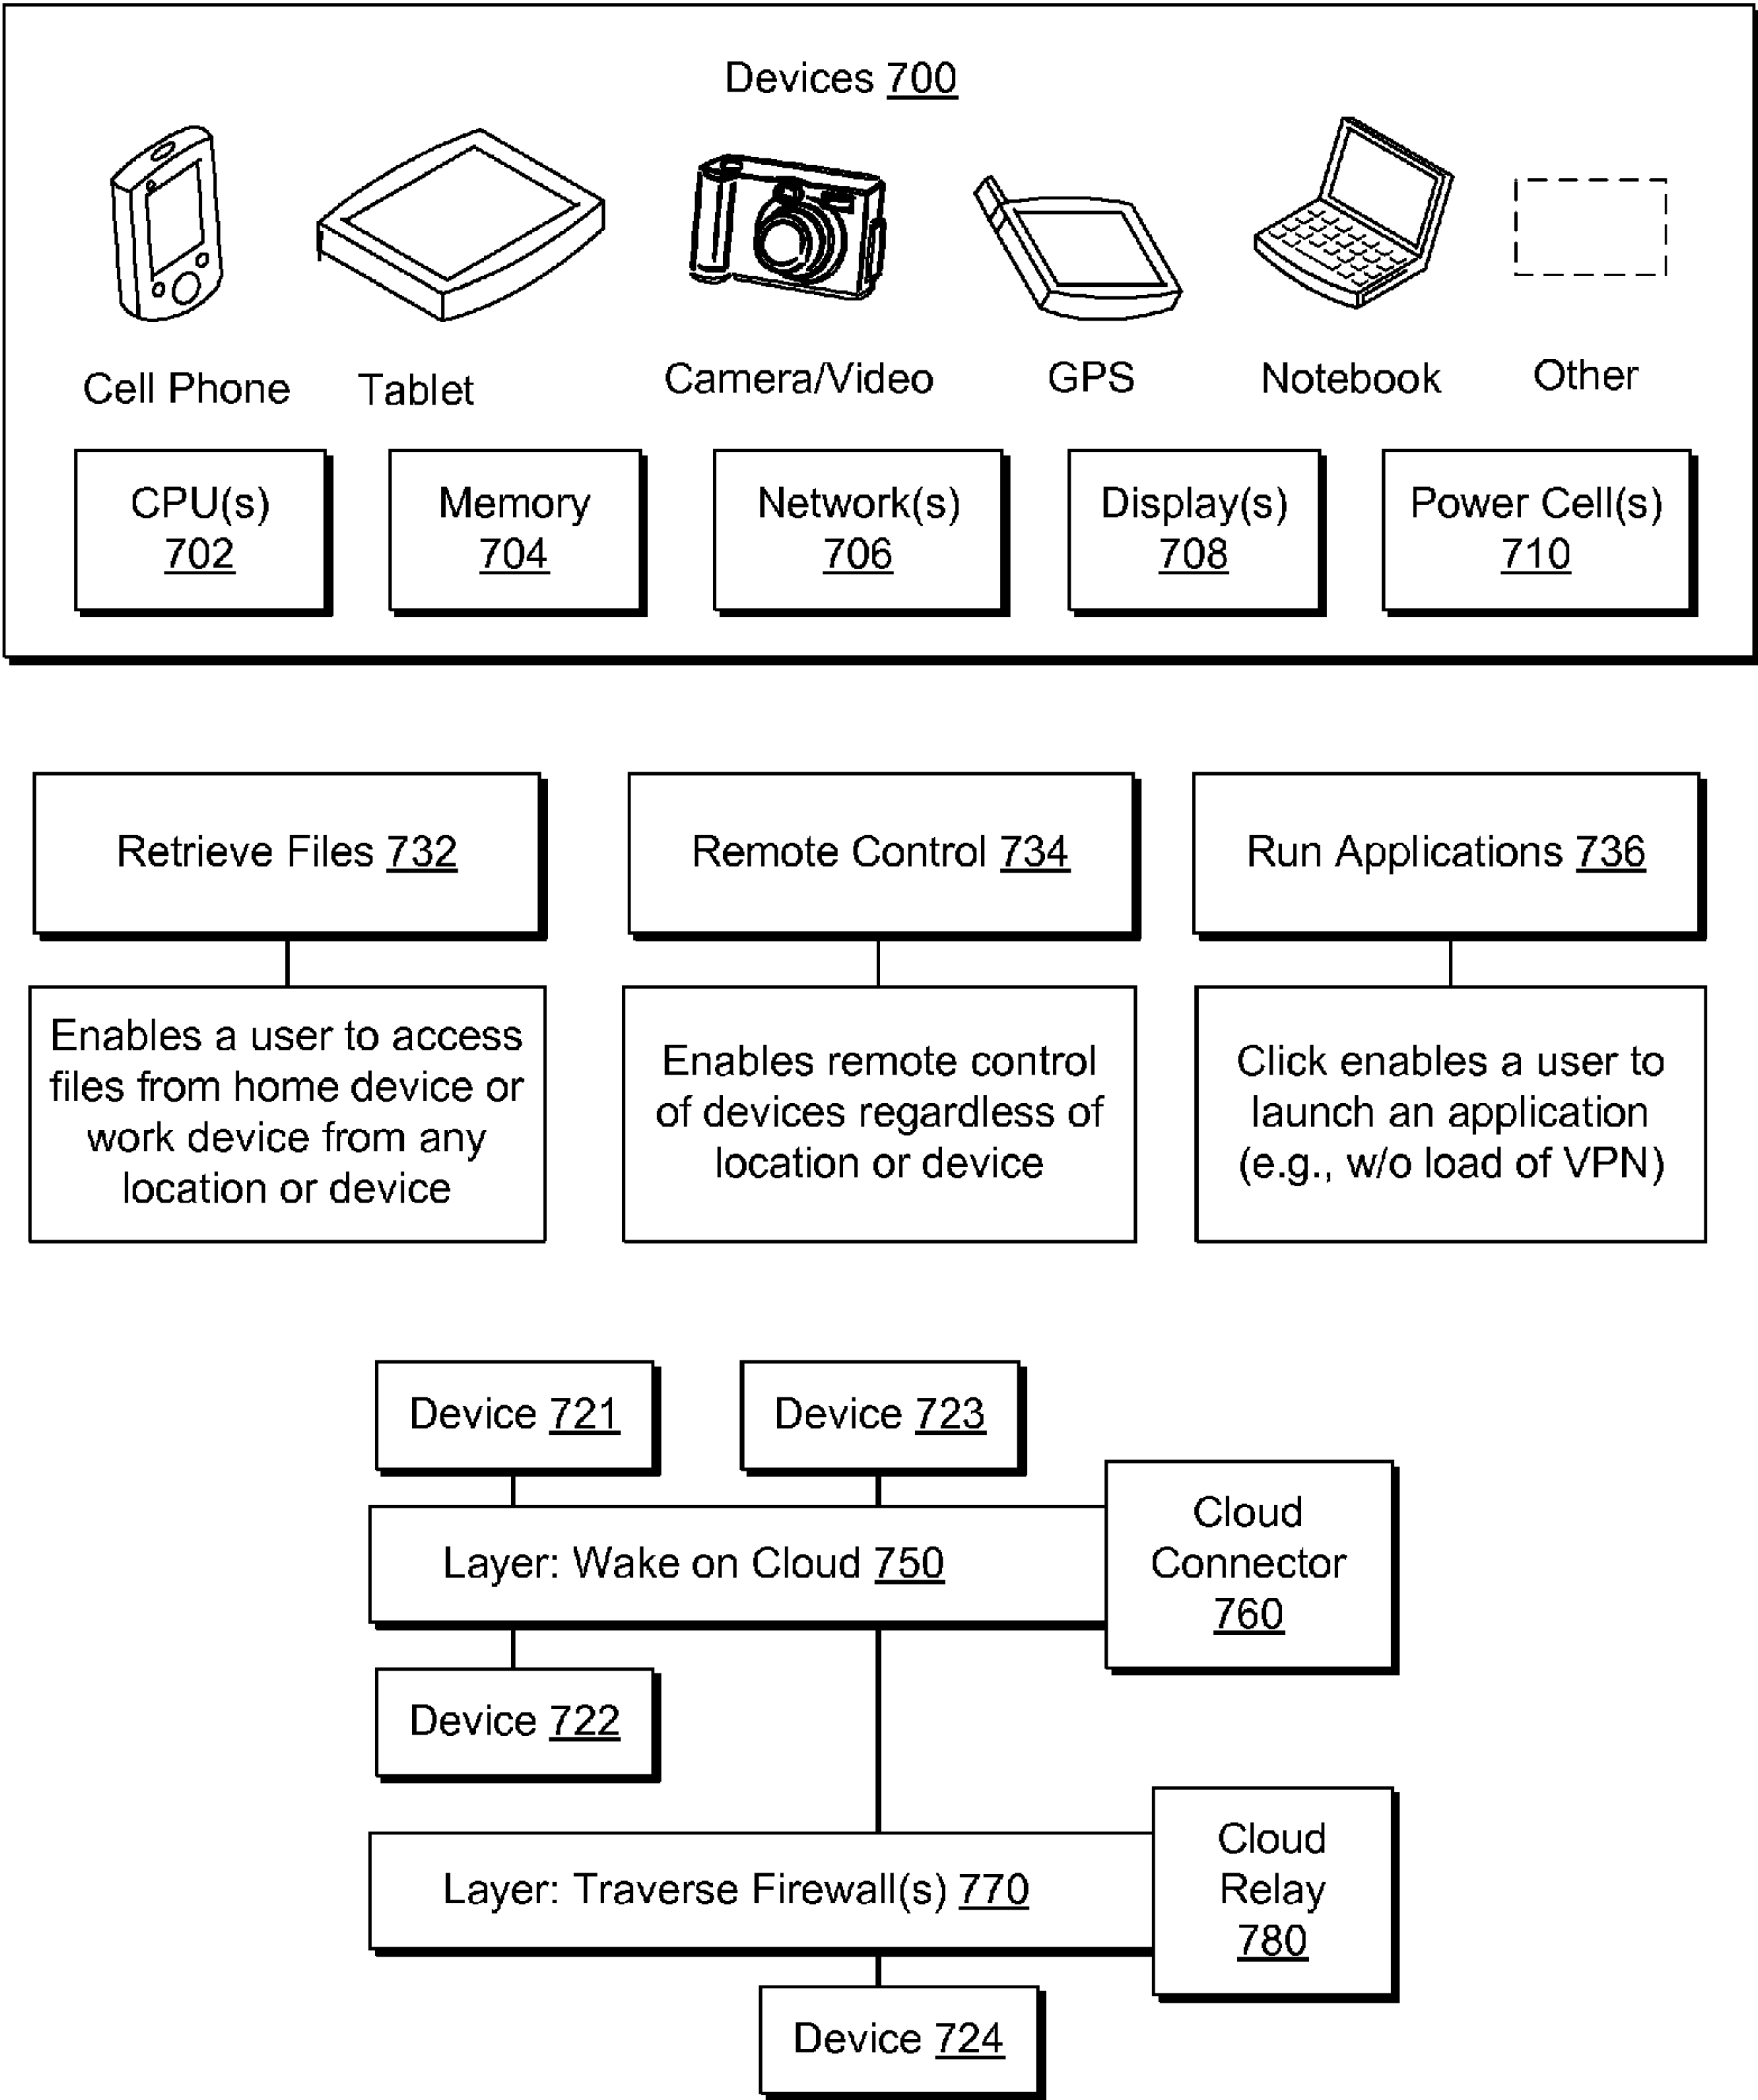 Devices 700
Cell Phone
Tablet
Camera/Video
GPS
Notebook
Other
CPU(s)
702
Memory
704
Network(s)
706
Display(s)
708
Power Cell(s)
710
Retrieve Files 732
Remote Control 734
Run Applications 736
Enables a user to access
files from home device or
work device from any
location or device
Enables remote control
of devices regardless of
location or device
Click enables a user to
launch an application
(e.g., w/o load of VPN)
Device 721
Device 723
Layer: Wake on Cloud 750
Cloud
Connector
760
Device 722
Layer: Traverse Firewall(s) 770
Cloud
Relay
780
Device 724